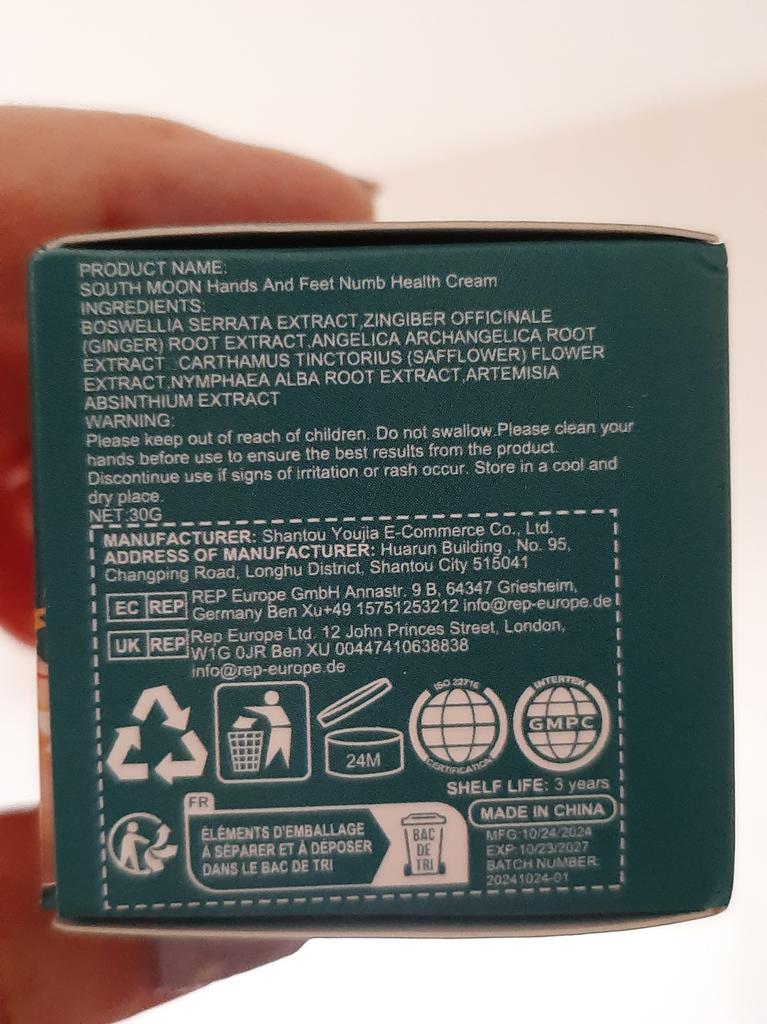 PRODUCT NAME:
SOUTH MOON Hands And Feet Numb Health Cream
INGREDIENTS:
BOSWELLIA SERRATA EXTRACT,ZINGIBER OFFICINALE
(GINGER) ROOT EXTRACT,ANGELICA ARCHANGELICA ROOT
EXTRACT CARTHAMUS TINCTORIUS (SAFFLOWER) FLOWER
EXTRACT,NYMPHAEA ALBA ROOT EXTRACT,ARTEMISIA
ABSINTHIUM EXTRACT
WARNING:
Please keep out of reach of children. Do not swallow.Please clean your
hands before use to ensure the best results from the product.
Discontinue use if signs of irritation or rash occur. Store in a cool and
dry place.
NET:30G
MANUFACTURER: Shantou Youjia E-Commerce Co., Ltd.
ADDRESS OF MANUFACTURER: Huarun Building , No. 95,
Changping Road, Longhu District, Shantou City 515041
EC REP REP Europe GmbH Annastr. 9 B, 64347 Griesheim,
Germany Ben Xu+49 15751253212 info@rep-europe.de
UK REP Rep Europe Ltd. 12 John Princes Street, London,
W1G 0JR Ben XU 00447410638838
info@rep-europe.de
24M
ISO 22716
CERTIFICATION
INTERTEK
GMPC
SHELF LIFE: 3 years
FR
ÉLÉMENTS D'EMBALLAGE
À SÉPARER ET À DÉPOSER
DANS LE BAC DE TRI
BAC
DE
TRI
MADE IN CHINA
MFG:10/24/2024
EXP:10/23/2027
BATCH NUMBER:
20241024-01